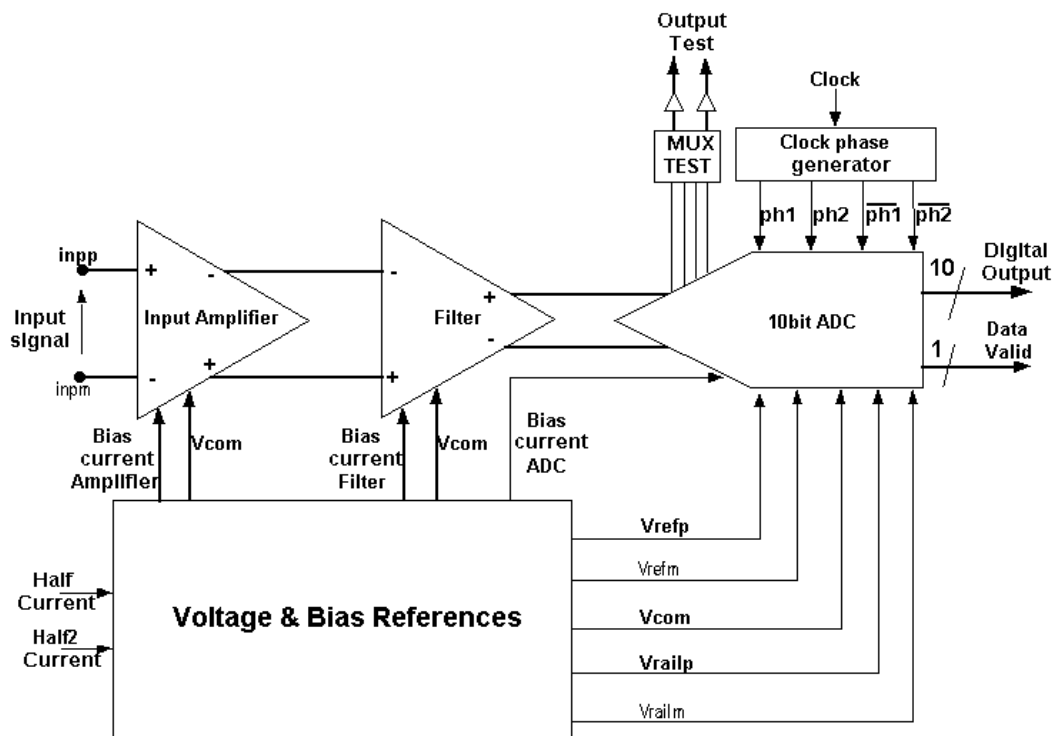 Output
Test
Clock
MUX
TEST
Clock phase
generator
ph1
ph2
ph1
ph2
inpp
+
-
-
Input
signal
Input Amplifier
+
Filter
-
10bit ADC
10
Digital
Output
1
Data
Valid
inpm
-
+
+
Bias
current
Amplifier
Vcom
Bias
current
Filter
Vcom
Bias
current
ADC
Vrefp
Vrefm
Vcom
Vrailp
Vrailm
Half
Current
Half2
Current
Voltage & Bias References